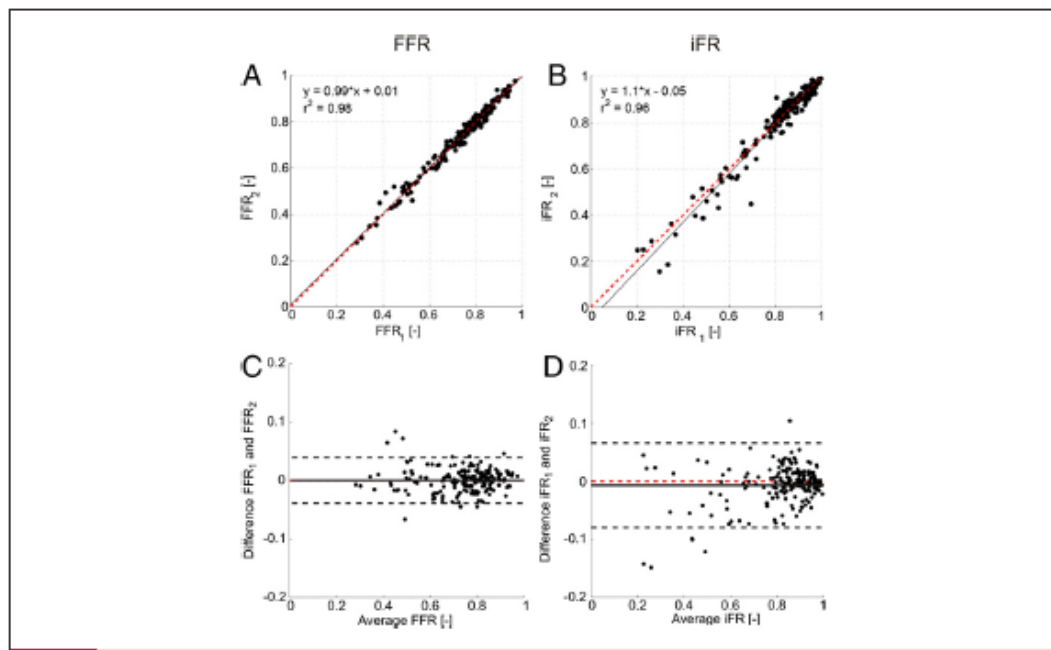 FFR
iFR
A
y = 0.99*x + 0.01
r² = 0.98
1
0.8
0.6
0.4
0.2
0
FFR₂ [-]
0 0.2 0.4 0.6 0.8 1
FFR₁ [-]
B
y = 1.1*x - 0.05
r² = 0.96
1
0.8
0.6
0.4
0.2
0
iFR₂ [-]
0 0.2 0.4 0.6 0.8 1
iFR₁ [-]
C
0.2
0.1
0
-0.1
-0.2
Difference FFR₁ and FFR₂
0 0.2 0.4 0.6 0.8 1
Average FFR [-]
D
0.2
0.1
0
-0.1
-0.2
Difference iFR₁ and iFR₂
0 0.2 0.4 0.6 0.8 1
Average iFR [-]